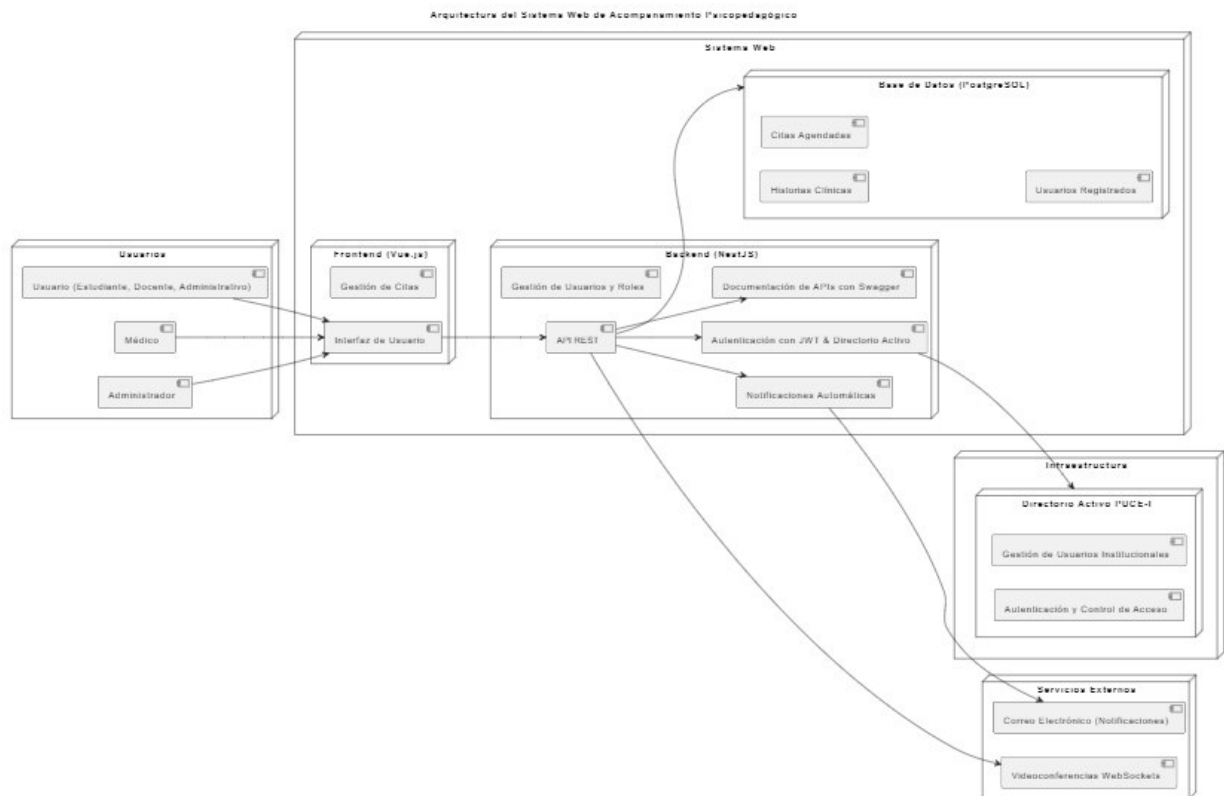 Arquitectura del Sistema Web de Acompanamiento Psicopedagógico
Sistema Web
Base de Datos (PostgreSQL)
Citas Agendadas
Historias Clínicas
Usuarios Registrados
Usuarios
Usuario (Estudiante, Docente, Administrativo)
Médico
Administrador
Frontend (Vue.js)
Gestión de Citas
Interfaz de Usuario
Backend (NestJS)
Gestión de Usuarios y Roles
Documentación de APIs con Swagger
API REST
Autenticación con JWT & Directorio Activo
Notificaciones Automáticas
Infraestructura
Directorio Activo PUCE-I
Gestión de Usuarios Institucionales
Autenticación y Control de Acceso
Servicios Externos
Correo Electrónico (Notificaciones)
Videoconferencias WebSockets